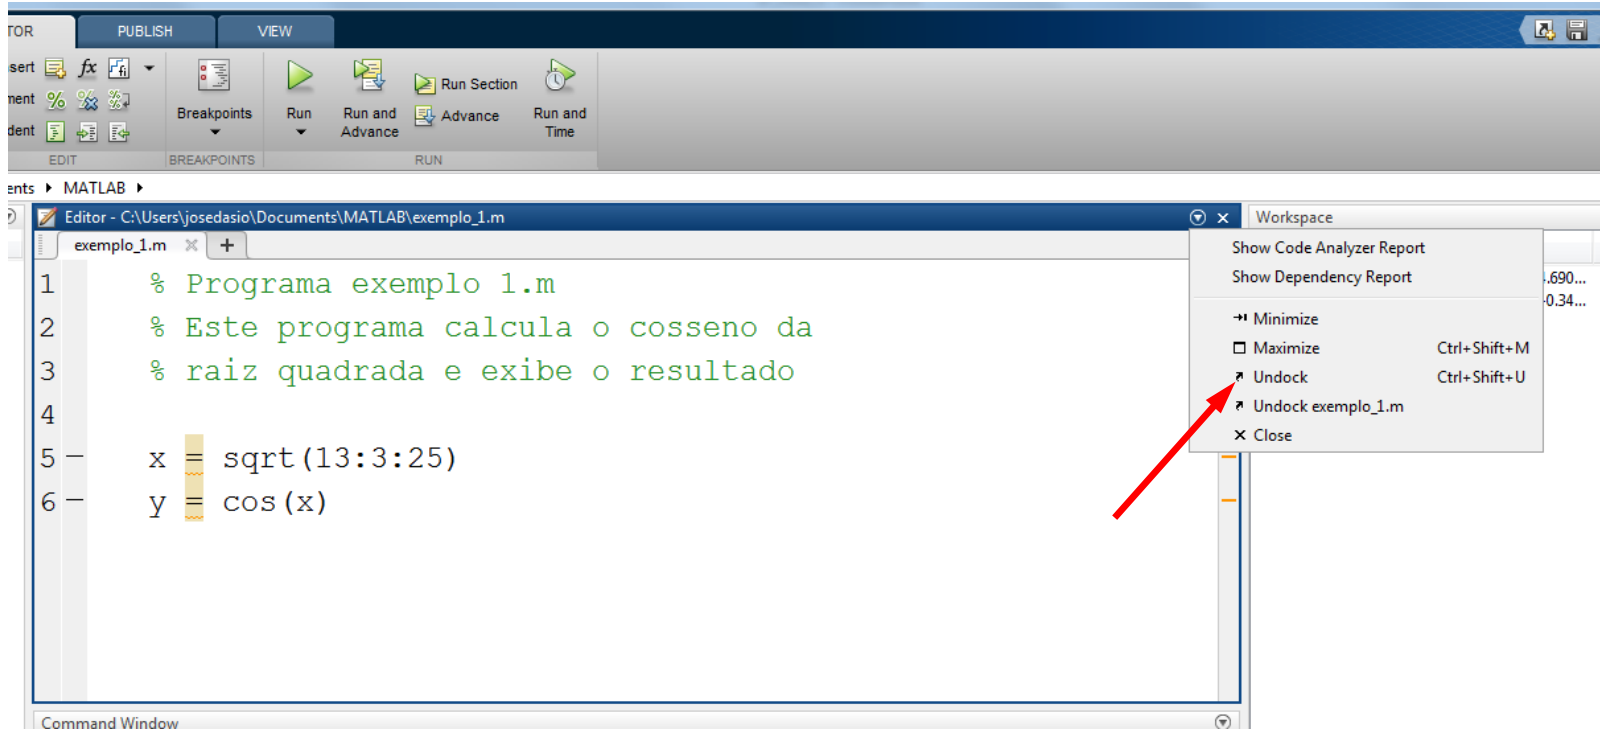 TOR PUBLISH VIEW
sert fx fi
ment Breakpoints Run Run and Advance Run Section Advance Run and Time
dent
EDIT BREAKPOINTS RUN
ents MATLAB
Editor - C:\Users\josedasio\Documents\MATLAB\exemplo_1.m
Workspace
exemplo_1.m +
Show Code Analyzer Report
Show Dependency Report
Minimize
Maximize Ctrl+Shift+M
Undock Ctrl+Shift+U
Undock exemplo_1.m
Close
.690...
0.34...
1 % Programa exemplo 1.m
2 % Este programa calcula o cosseno da
3 % raiz quadrada e exibe o resultado
4
5 - x = sqrt(13:3:25)
6 - y = cos(x)
Command Window